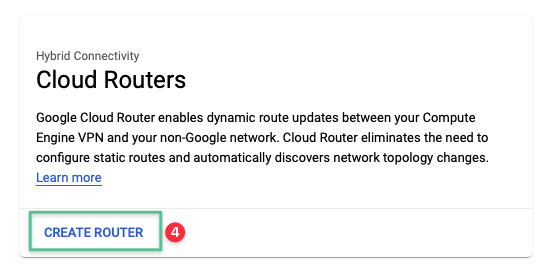 Hybrid Connectivity
Cloud Routers
Google Cloud Router enables dynamic route updates between your Compute
Engine VPN and your non-Google network. Cloud Router eliminates the need to
configure static routes and automatically discovers network topology changes.
Learn more
CREATE ROUTER 4